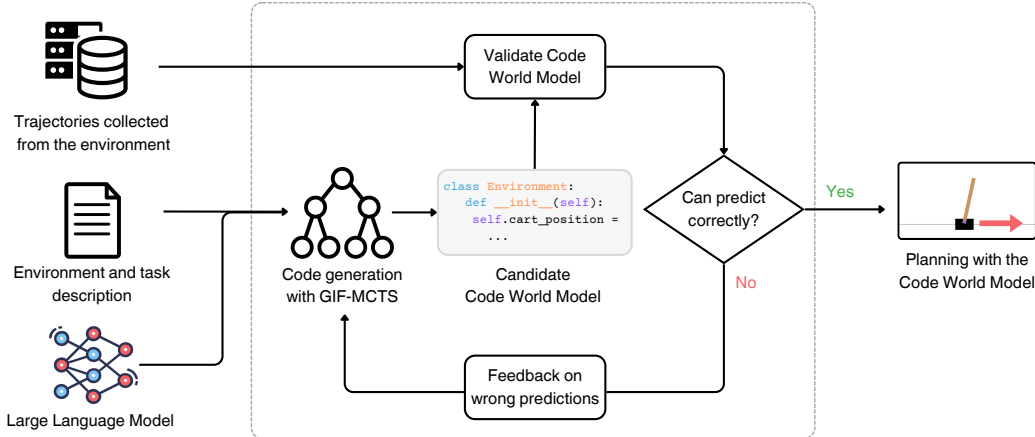 Trajectories collected
from the environment
Environment and task
description
Large Language Model
Code generation
with GIF-MCTS
class Environment:
def __init__(self):
self.cart_position =
...
Candidate
Code World Model
Validate Code
World Model
Can predict
correctly?
Yes
No
Feedback on
wrong predictions
Planning with the
Code World Model